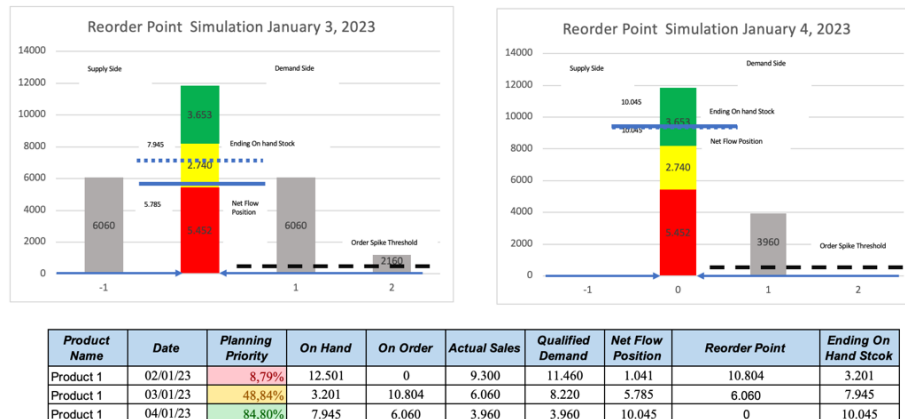 Reorder Point Simulation January 3, 2023
14000
12000
10000
8000
6000
4000
2000
0
Supply Side
Demand Side
3.653
7.945
Ending On hand Stock
2.740
5.785
Net Flow
Position
6060
5.452
6060
Order Spike Threshold
2160
-1
1
2
Reorder Point Simulation January 4, 2023
14000
12000
10000
8000
6000
4000
2000
0
Supply Side
Demand Side
10.045
Ending On hand Stock
3.653
10.045
Net Flow Position
2.740
5.452
3960
Order Spike Threshold
-1
0
1
2
Product Name Date Planning Priority On Hand On Order Actual Sales Qualified Demand Net Flow Position Reorder Point Ending On Hand Stcok
Product 1 02/01/23 8,79% 12.501 0 9.300 11.460 1.041 10.804 3.201
Product 1 03/01/23 48,84% 3.201 10.804 6.060 8.220 5.785 6.060 7.945
Product 1 04/01/23 84,80% 7.945 6.060 3.960 3.960 10.045 0 10.045